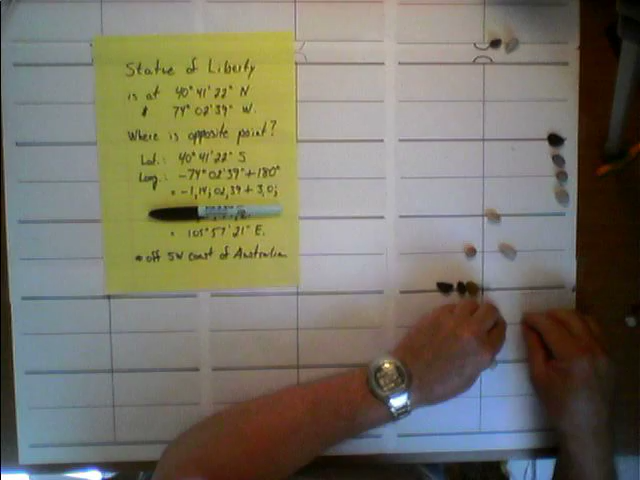 Statue of Liberty
is at 40° 41' 22" N
& 74° 02' 39" W.
Where is opposite point?
Lat.: 40° 41' 22" S
Long.: -74° 02' 39" + 180°
= -1,14; 02,39 + 3,0;
= 105° 57' 21" E.
off SW coast of Australia